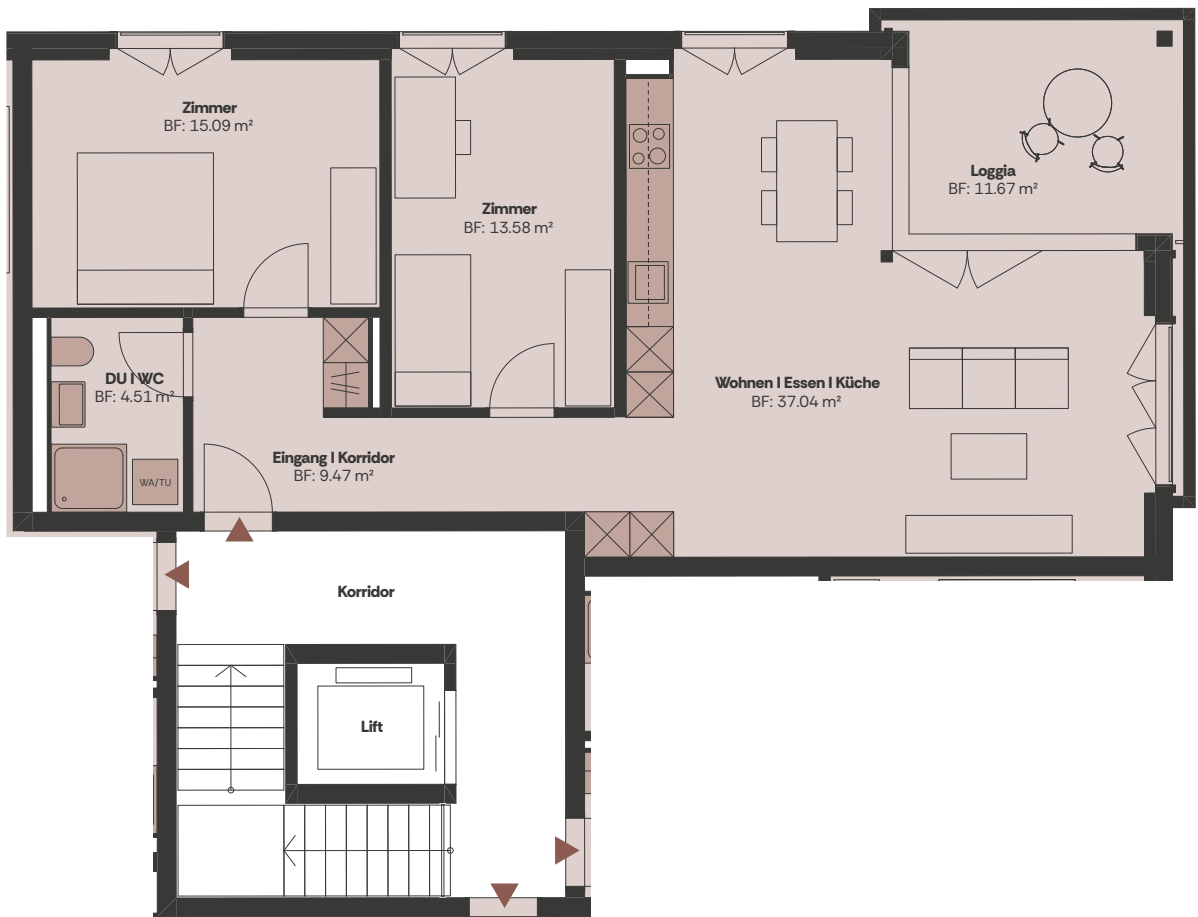 Zimmer
BF: 15.09 m²
Zimmer
BF: 13.58 m²
Loggia
BF: 11.67 m²
DU I WC
BF: 4.51 m²
Wohnen I Essen I Küche
BF: 37.04 m²
Eingang I Korridor
BF: 9.47 m²
WA/TU
Korridor
Lift